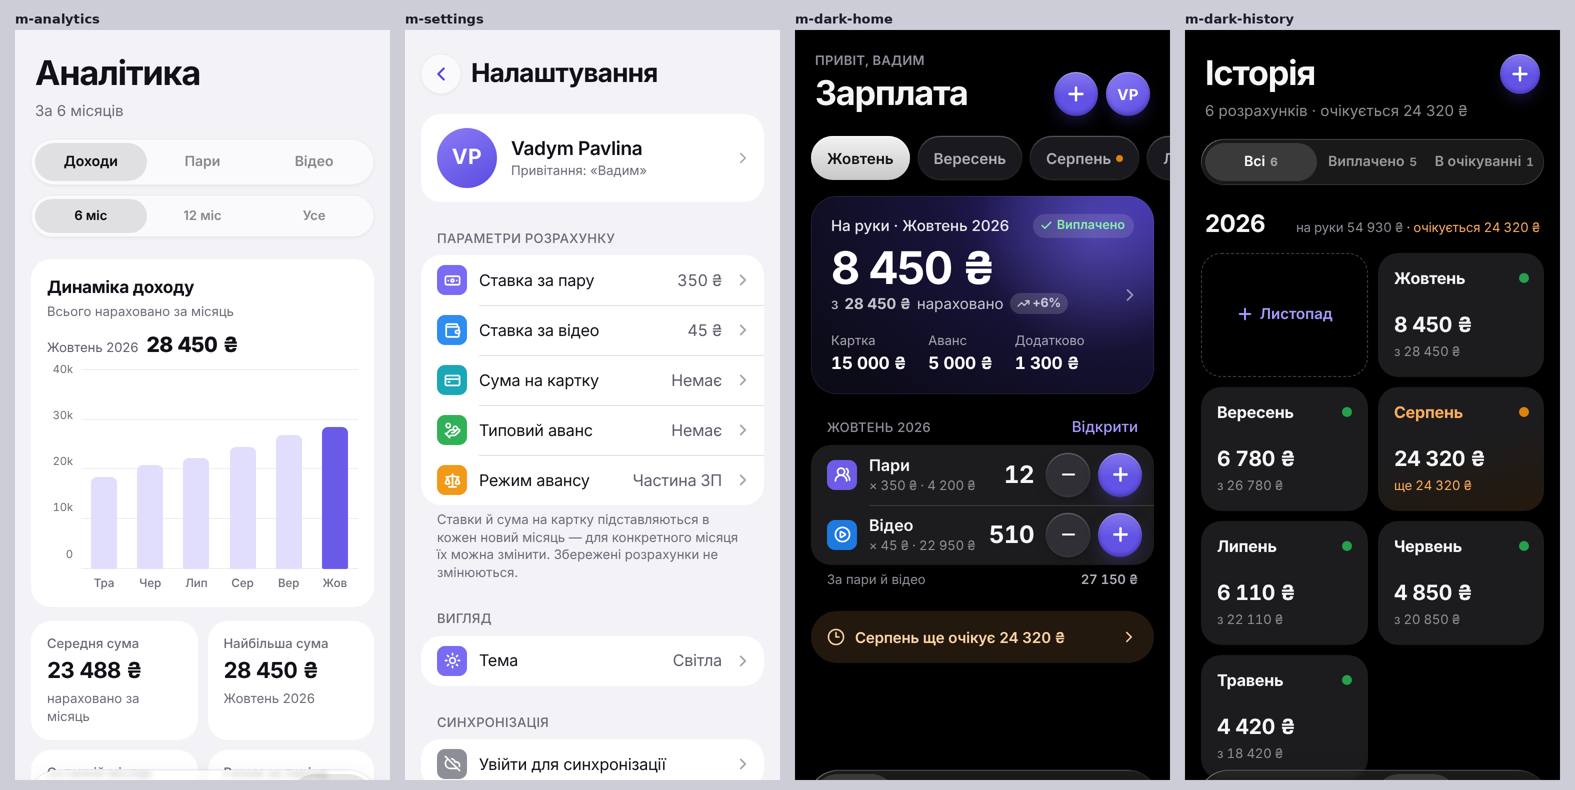 m-analytics
Аналітика
За 6 місяців
Доходи
Пари
Відео
6 міс
12 міс
Усе
Динаміка доходу
Всього нараховано за місяць
Жовтень 2026 28 450 ₴
40k
30k
20k
10k
0
Тра
Чер
Лип
Сер
Вер
Жов
Середня сума
23 488 ₴
нараховано за
місяць
Найбільша сума
28 450 ₴
Жовтень 2026
m-settings
Налаштування
VP
Vadym Pavlina
Привітання: «Вадим»
ПАРАМЕТРИ РОЗРАХУНКУ
Ставка за пару 350 ₴
Ставка за відео 45 ₴
Сума на картку Немає
Типовий аванс Немає
Режим авансу Частина ЗП
Ставки й сума на картку підставляються в
кожен новий місяць — для конкретного місяця
їх можна змінити. Збережені розрахунки не
змінюються.
ВИГЛЯД
Тема Світла
СИНХРОНІЗАЦІЯ
Увійти для синхронізації
m-dark-home
ПРИВІТ, ВАДИМ
Зарплата
+
VP
Жовтень
Вересень
Серпень
На руки · Жовтень 2026
Виплачено
8 450 ₴
з 28 450 ₴ нараховано +6%
Картка
15 000 ₴
Аванс
5 000 ₴
Додатково
1 300 ₴
ЖОВТЕНЬ 2026 Відкрити
Пари
× 350 ₴ · 4 200 ₴
12 − +
Відео
× 45 ₴ · 22 950 ₴
510 − +
За пари й відео 27 150 ₴
Серпень ще очікує 24 320 ₴
m-dark-history
Історія
+
6 розрахунків · очікується 24 320 ₴
Всі 6
Виплачено 5
В очікуванні 1
2026 на руки 54 930 ₴ · очікується 24 320 ₴
+ Листопад
Жовтень
8 450 ₴
з 28 450 ₴
Вересень
6 780 ₴
з 26 780 ₴
Серпень
24 320 ₴
ще 24 320 ₴
Липень
6 110 ₴
з 22 110 ₴
Червень
4 850 ₴
з 20 850 ₴
Травень
4 420 ₴
з 18 420 ₴